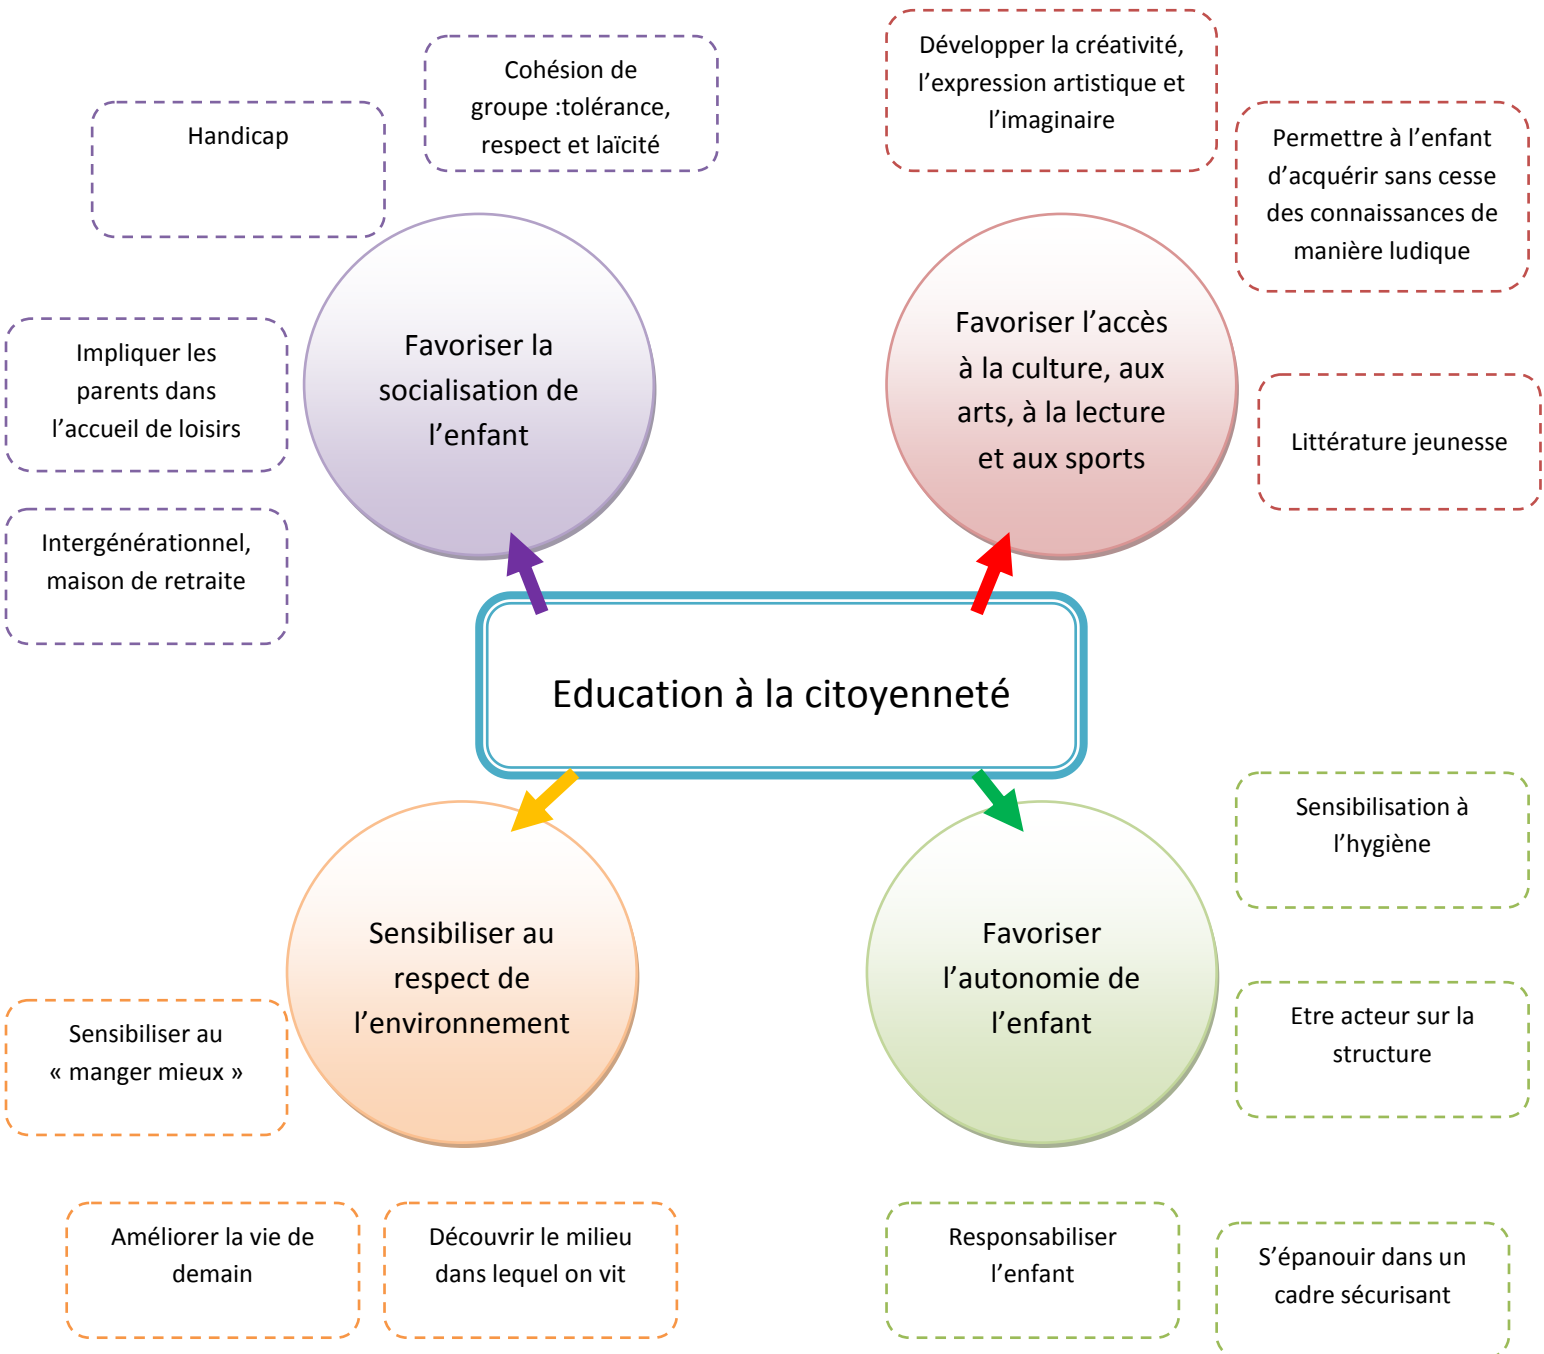 Cohésion de
groupe :tolérance,
respect et laïcité
Handicap
Impliquer les
parents dans
l’accueil de loisirs
Intergénérationnel,
maison de retraite
Favoriser la
socialisation de
l’enfant
Développer la créativité,
l’expression artistique et
l’imaginaire
Permettre à l’enfant
d’acquérir sans cesse
des connaissances de
manière ludique
Littérature jeunesse
Favoriser l’accès
à la culture, aux
arts, à la lecture
et aux sports
Education à la citoyenneté
Sensibiliser au
respect de
l’environnement
Sensibiliser au
« manger mieux »
Améliorer la vie de
demain
Découvrir le milieu
dans lequel on vit
Favoriser
l’autonomie de
l’enfant
Sensibilisation à
l’hygiène
Etre acteur sur la
structure
Responsabiliser
l’enfant
S’épanouir dans un
cadre sécurisant